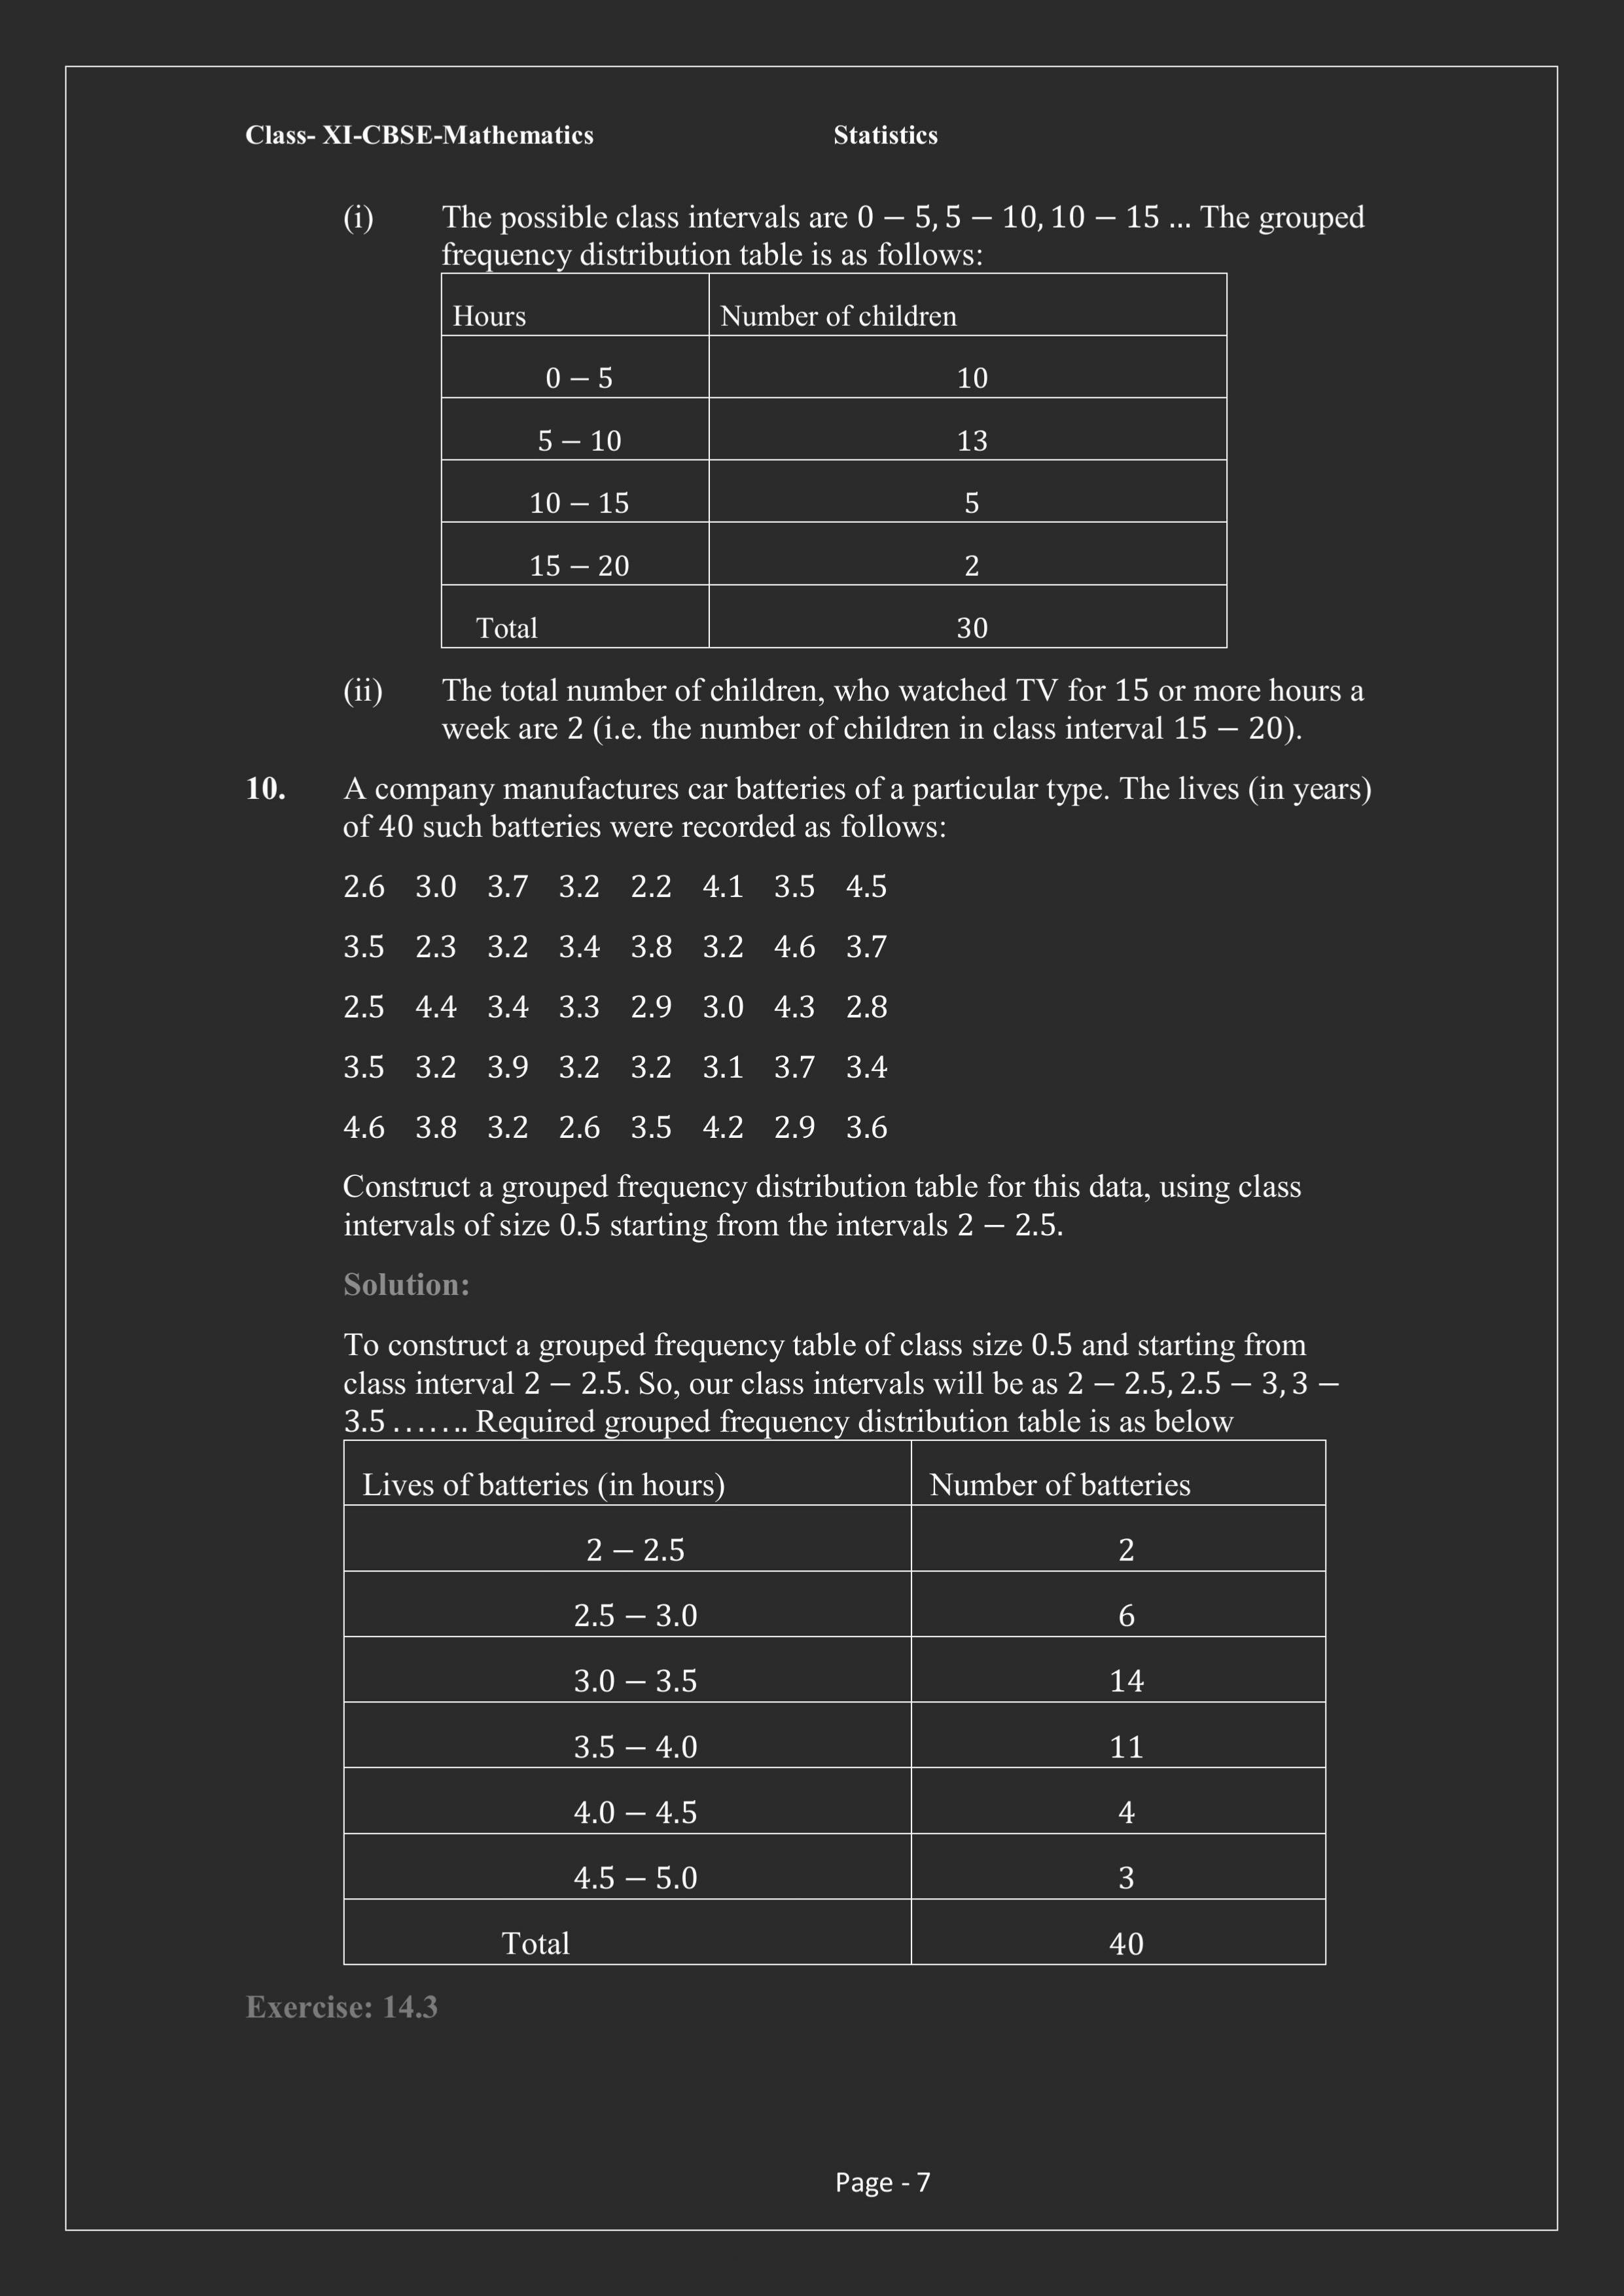 Class- XI-CBSE-Mathematics Statistics
(i) The possible class intervals are 0 − 5, 5 − 10, 10 − 15 … The grouped
frequency distribution table is as follows:
Hours Number of children
0 − 5 10
5 − 10 13
10 − 15 5
15 − 20 2
Total 30
(ii) The total number of children, who watched TV for 15 or more hours a
week are 2 (i.e. the number of children in class interval 15 − 20).
10. A company manufactures car batteries of a particular type. The lives (in years)
of 40 such batteries were recorded as follows:
2.6 3.0 3.7 3.2 2.2 4.1 3.5 4.5
3.5 2.3 3.2 3.4 3.8 3.2 4.6 3.7
2.5 4.4 3.4 3.3 2.9 3.0 4.3 2.8
3.5 3.2 3.9 3.2 3.2 3.1 3.7 3.4
4.6 3.8 3.2 2.6 3.5 4.2 2.9 3.6
Construct a grouped frequency distribution table for this data, using class
intervals of size 0.5 starting from the intervals 2 − 2.5.
Solution:
To construct a grouped frequency table of class size 0.5 and starting from
class interval 2 − 2.5. So, our class intervals will be as 2 − 2.5, 2.5 − 3, 3 −
3.5 . . . . . .. Required grouped frequency distribution table is as below
Lives of batteries (in hours) Number of batteries
2 − 2.5 2
2.5 − 3.0 6
3.0 − 3.5 14
3.5 − 4.0 11
4.0 − 4.5 4
4.5 − 5.0 3
Total 40
Exercise: 14.3
Page - 7